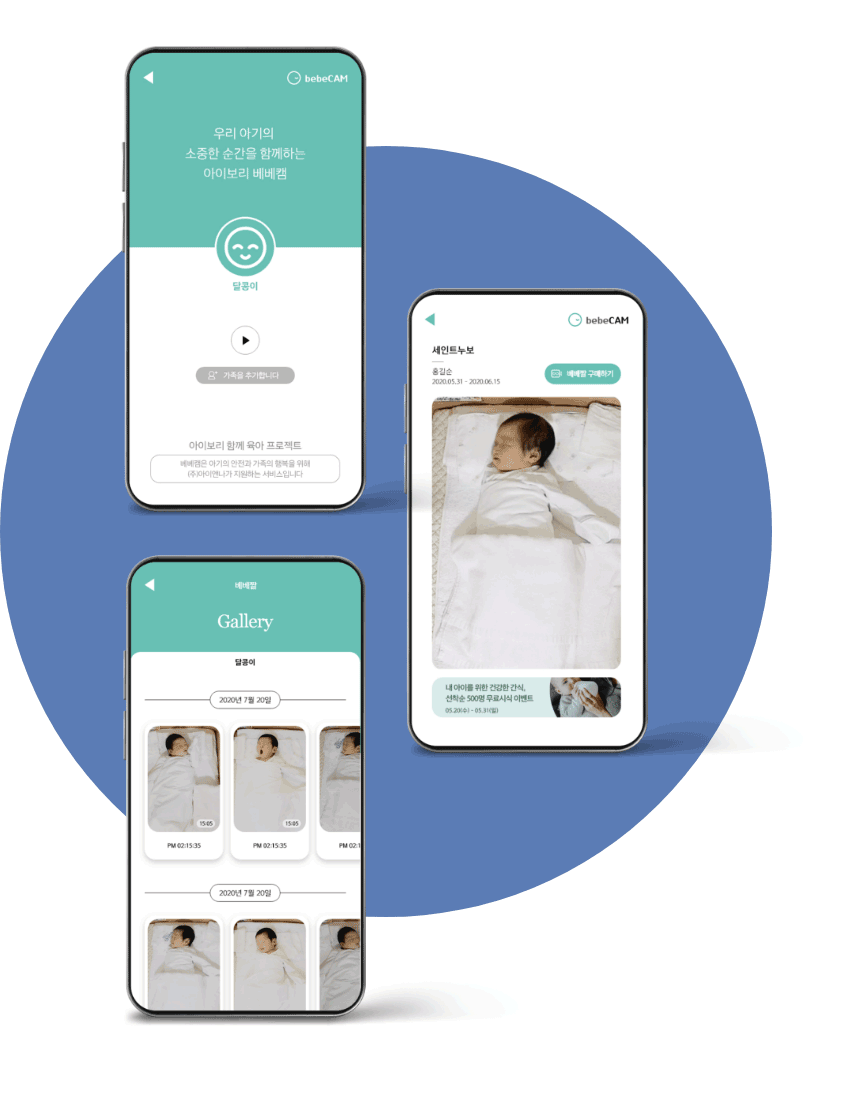 bebeCAM
우리 아기의
소중한 순간을 함께하는
아이보리 베베캠
달콩이
가족을 추가합니다
아이보리 함께 육아 프로젝트
베베캠은 아기의 안전과 가족의 행복을 위해
(주)아이앤나가 지원하는 서비스입니다
bebeCAM
세인트누보
홍길순
2020.05.31 - 2020.06.15
베베짤 구매하기
내 아이를 위한 건강한 간식,
선착순 500명 무료시식 이벤트
05.20(수) - 05.31(일)
베베짤
Gallery
달콩이
2020년 7월 20일
15:05
15:05
PM 02:15:35
PM 02:15:35
PM 02:1
2020년 7월 20일